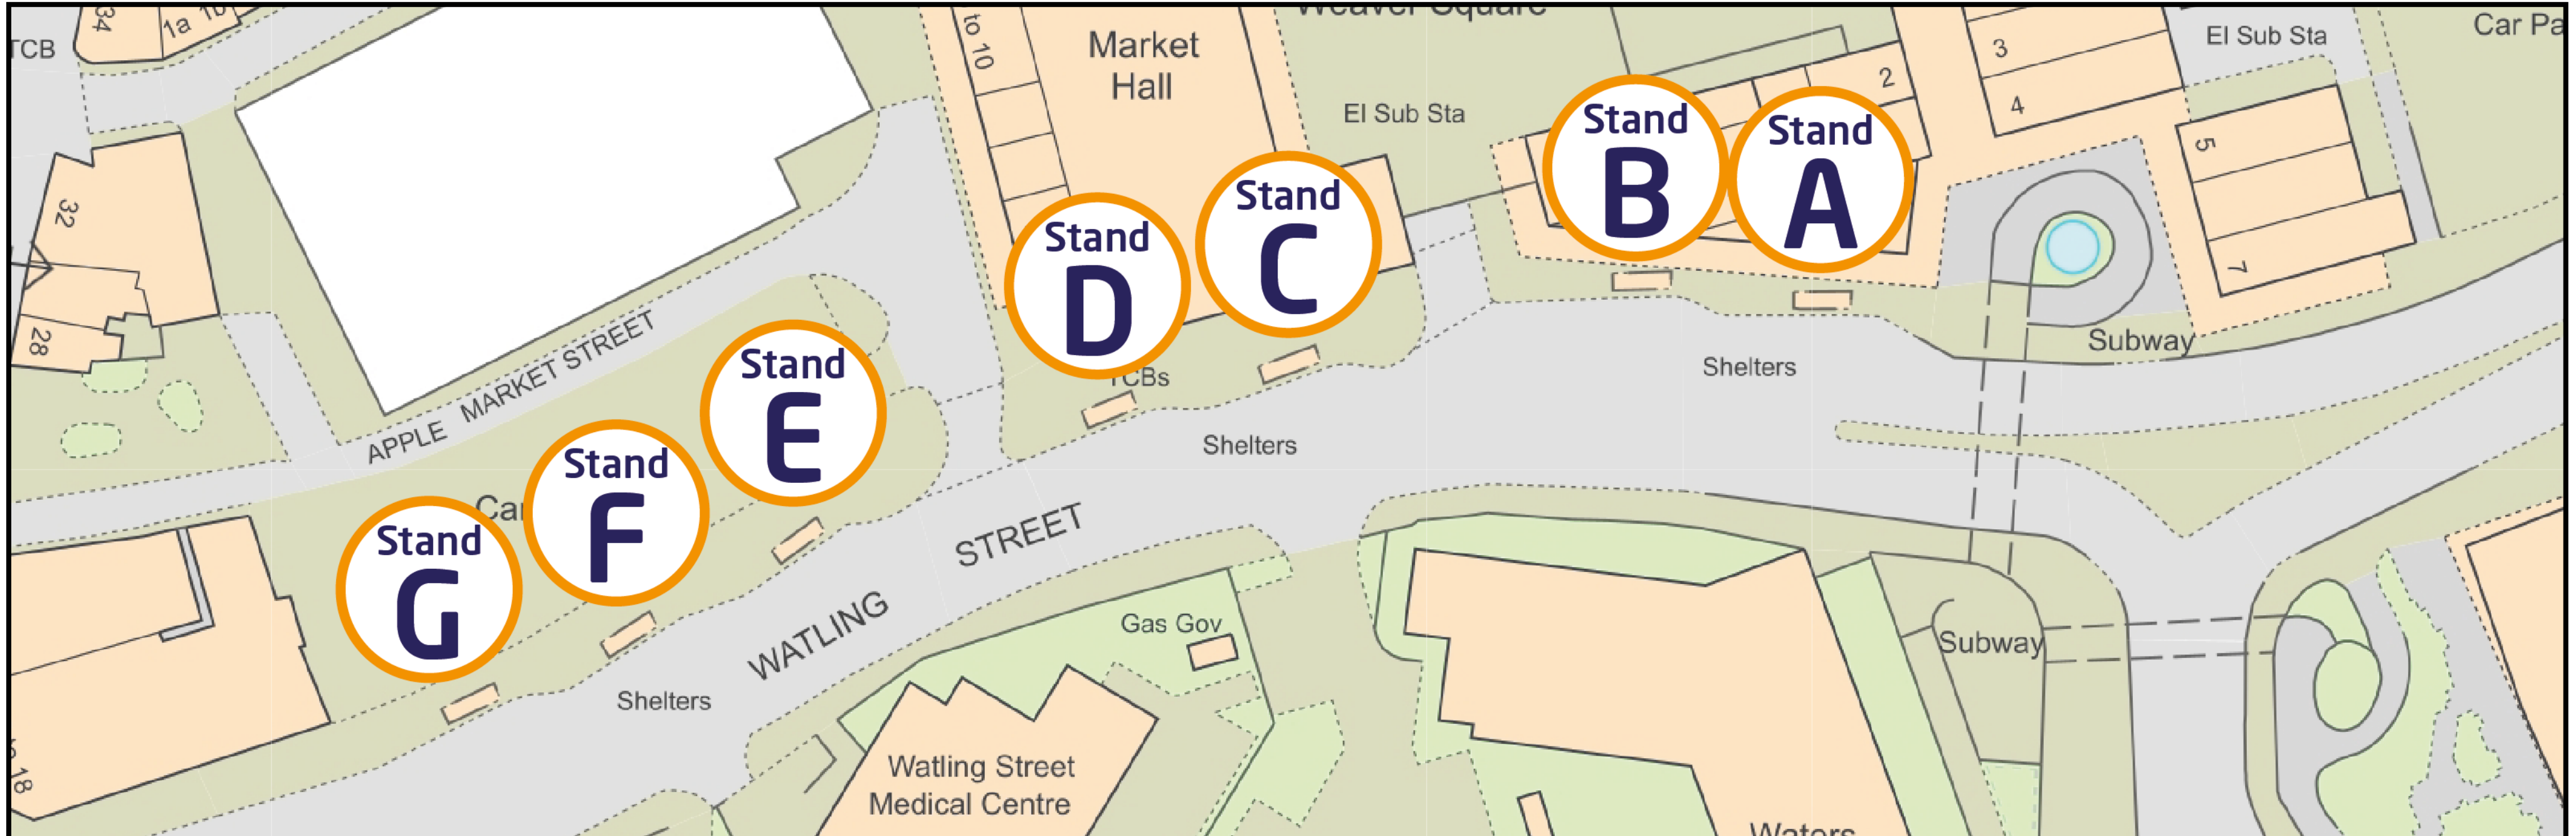 34
1a
1b
TCB
to 10
Market
Hall
Weaver Square
El Sub Sta
2
3
4
El Sub Sta
5
7
32
28
Stand
B
Stand
A
Stand
C
Stand
D
TCBs
Stand
E
Stand
F
Stand
G
APPLE MARKET STREET
Shelters
Shelters
Shelters
Subway
Subway
WATLING STREET
Gas Gov
Watling Street
Medical Centre
18
Waters